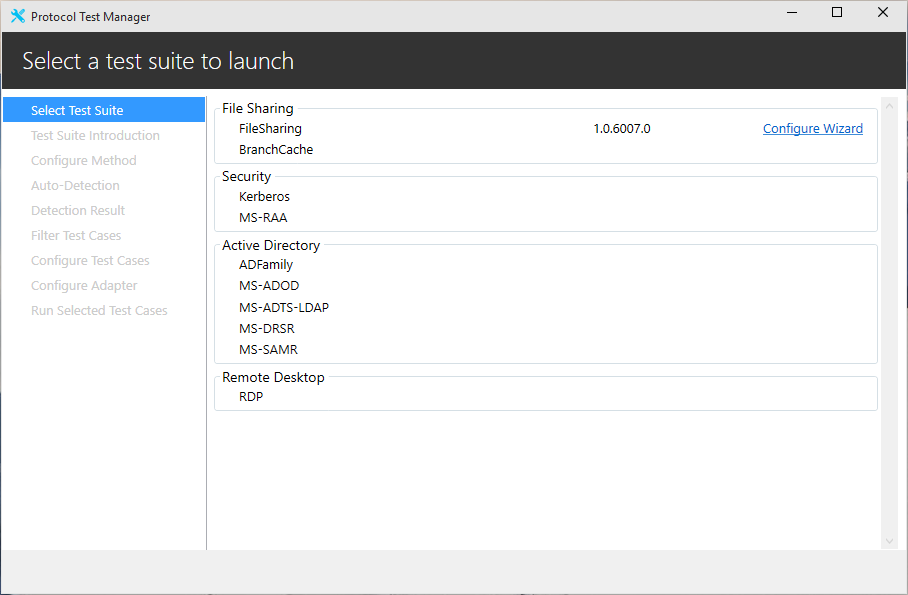 Protocol Test Manager
Select a test suite to launch
Select Test Suite
Test Suite Introduction
Configure Method
Auto-Detection
Detection Result
Filter Test Cases
Configure Test Cases
Configure Adapter
Run Selected Test Cases
File Sharing
FileSharing 1.0.6007.0 Configure Wizard
BranchCache
Security
Kerberos
MS-RAA
Active Directory
ADFamily
MS-ADOD
MS-ADTS-LDAP
MS-DRSR
MS-SAMR
Remote Desktop
RDP